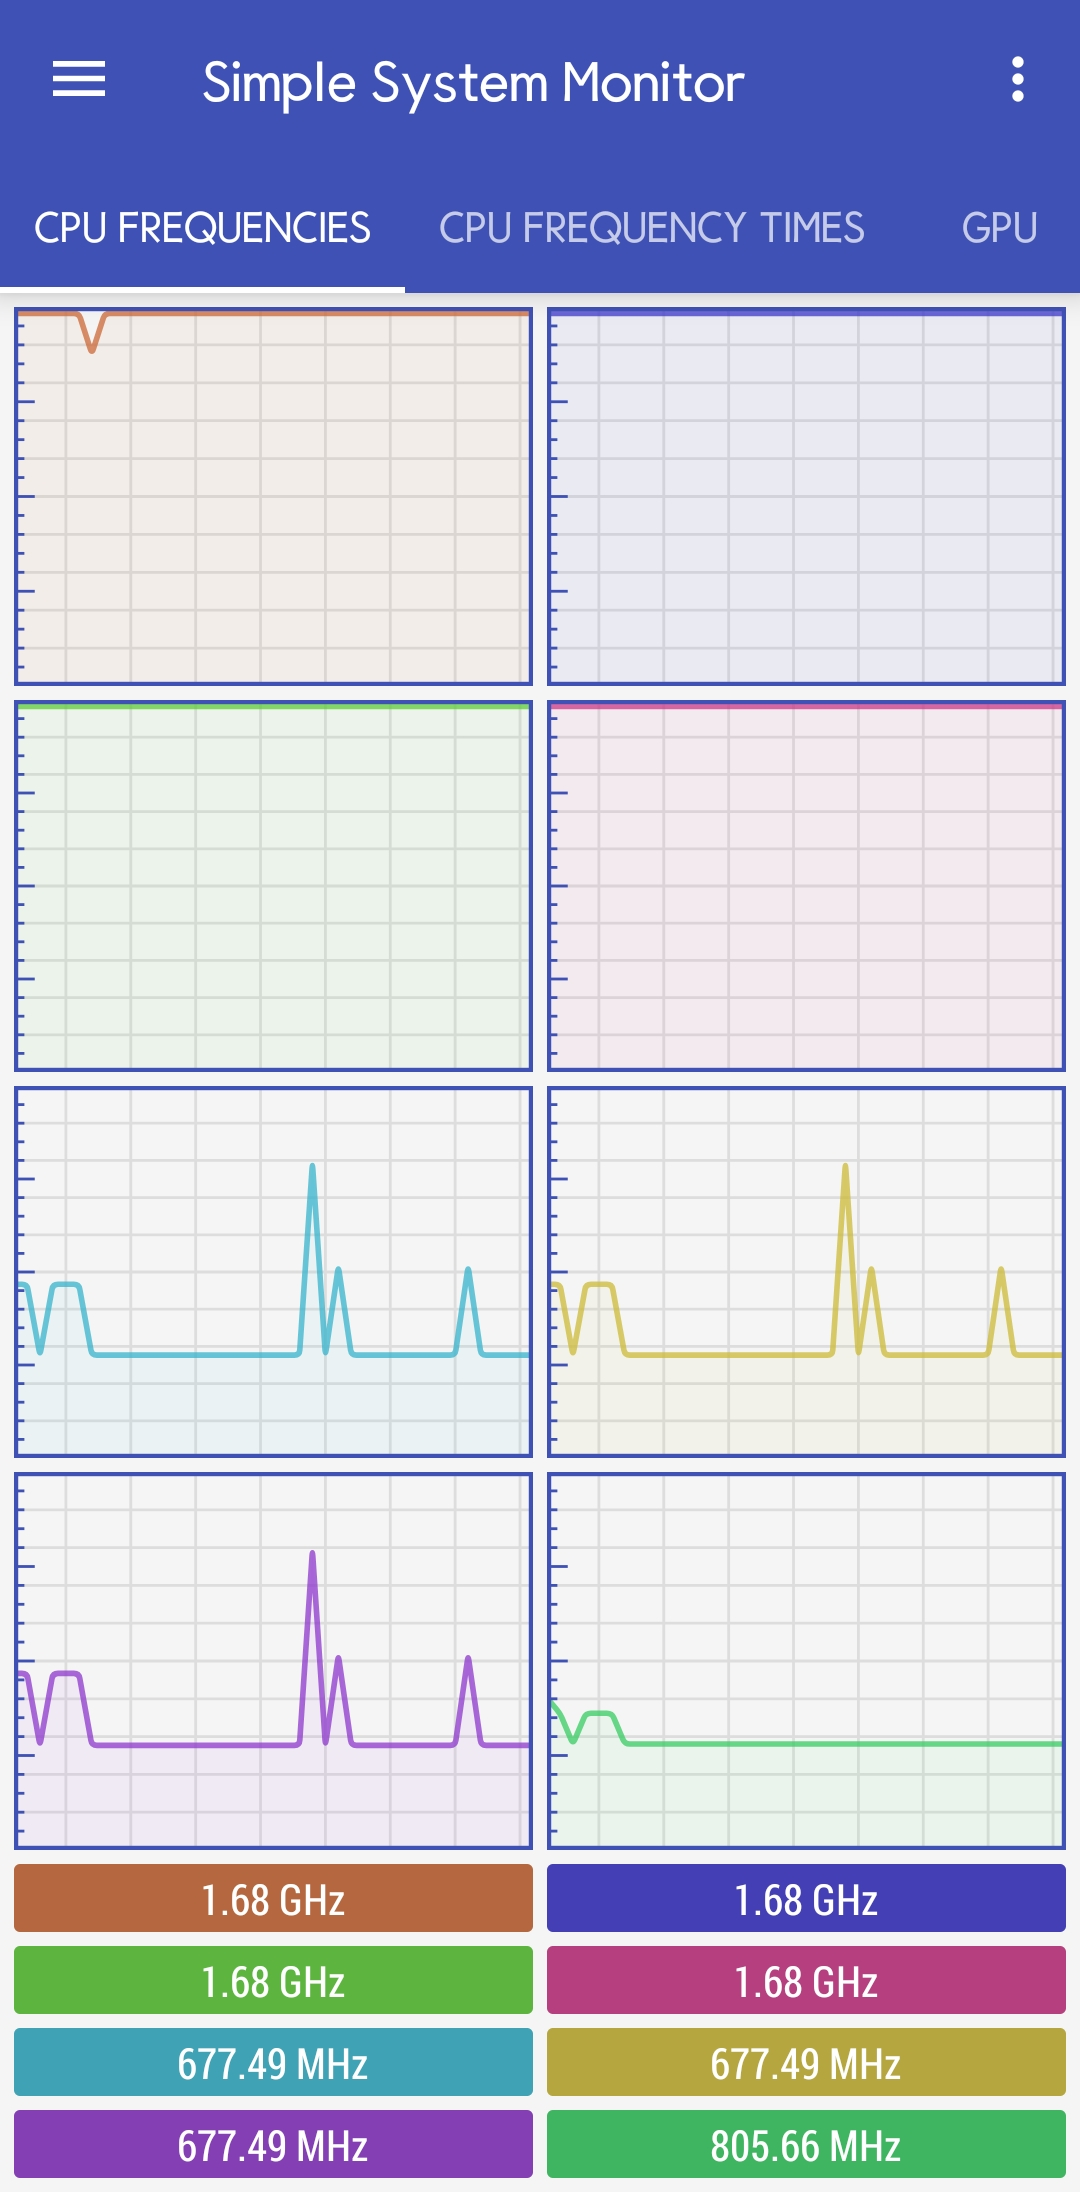 Simple System Monitor
CPU FREQUENCIES CPU FREQUENCY TIMES GPU
1.68 GHz 1.68 GHz
1.68 GHz 1.68 GHz
677.49 MHz 677.49 MHz
677.49 MHz 805.66 MHz